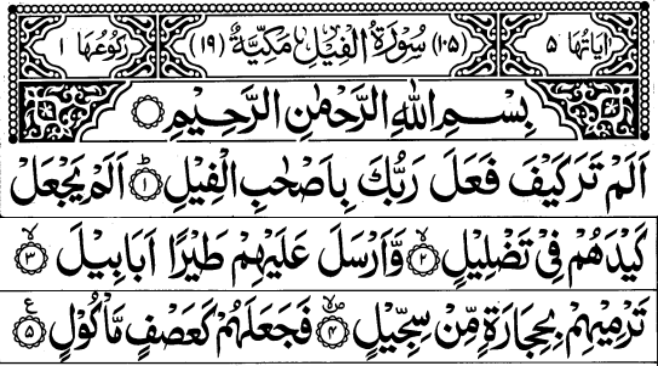 اٰيَاتُهَا ٥ (١٠٥) سُوْرَةُ الْفِيْلِ مَكِّيَّةٌ (١٩) رُكُوْعُهَا ١
بِسْمِ اللّٰهِ الرَّحْمٰنِ الرَّحِيْمِ
اَلَمْ تَرَ كَيْفَ فَعَلَ رَبُّكَ بِاَصْحٰبِ الْفِيْلِ ؕ‏﴿١﴾ اَلَمْ يَجْعَلْ
كَيْدَهُمْ فِيْ تَضْلِيْلٍ ۙ‏﴿٢﴾ وَّاَرْسَلَ عَلَيْهِمْ طَيْرًا اَبَابِيْلَ ۙ‏﴿٣﴾
تَرْمِيْهِمْ بِحِجَارَةٍ مِّنْ سِجِّيْلٍ ۪ۙ‏﴿٤﴾ فَجَعَلَهُمْ كَعَصْفٍ مَّاْكُوْلٍ ﴿٥﴾ ع